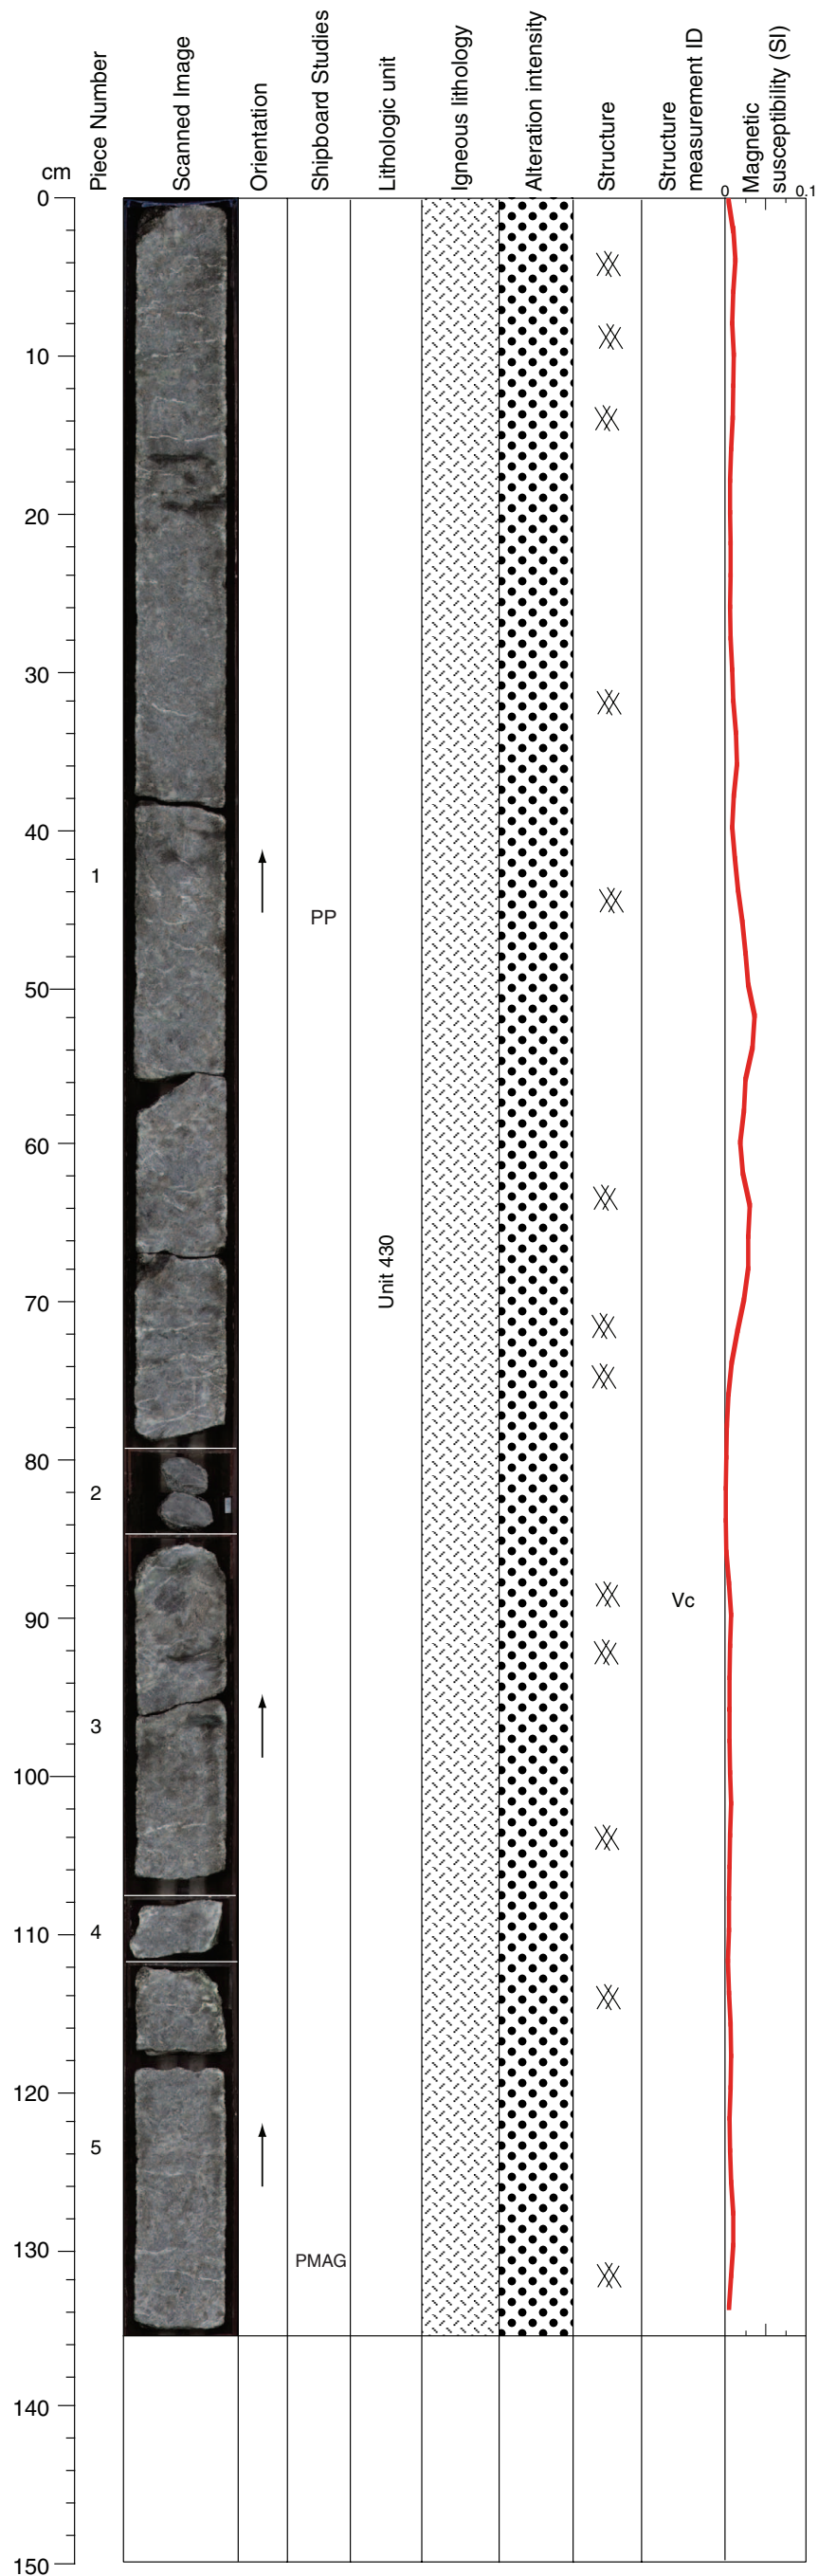 cm
Piece Number
Scanned Image
Orientation
Shipboard Studies
Lithologic unit
Igneous lithology
Alteration intensity
Structure
Structure
measurement ID
Magnetic
susceptibility (SI)
0
0.1
0
10
20
30
40
1
PP
50
60
Unit 430
70
80
2
90
Vc
3
100
4
110
120
5
130
PMAG
140
150